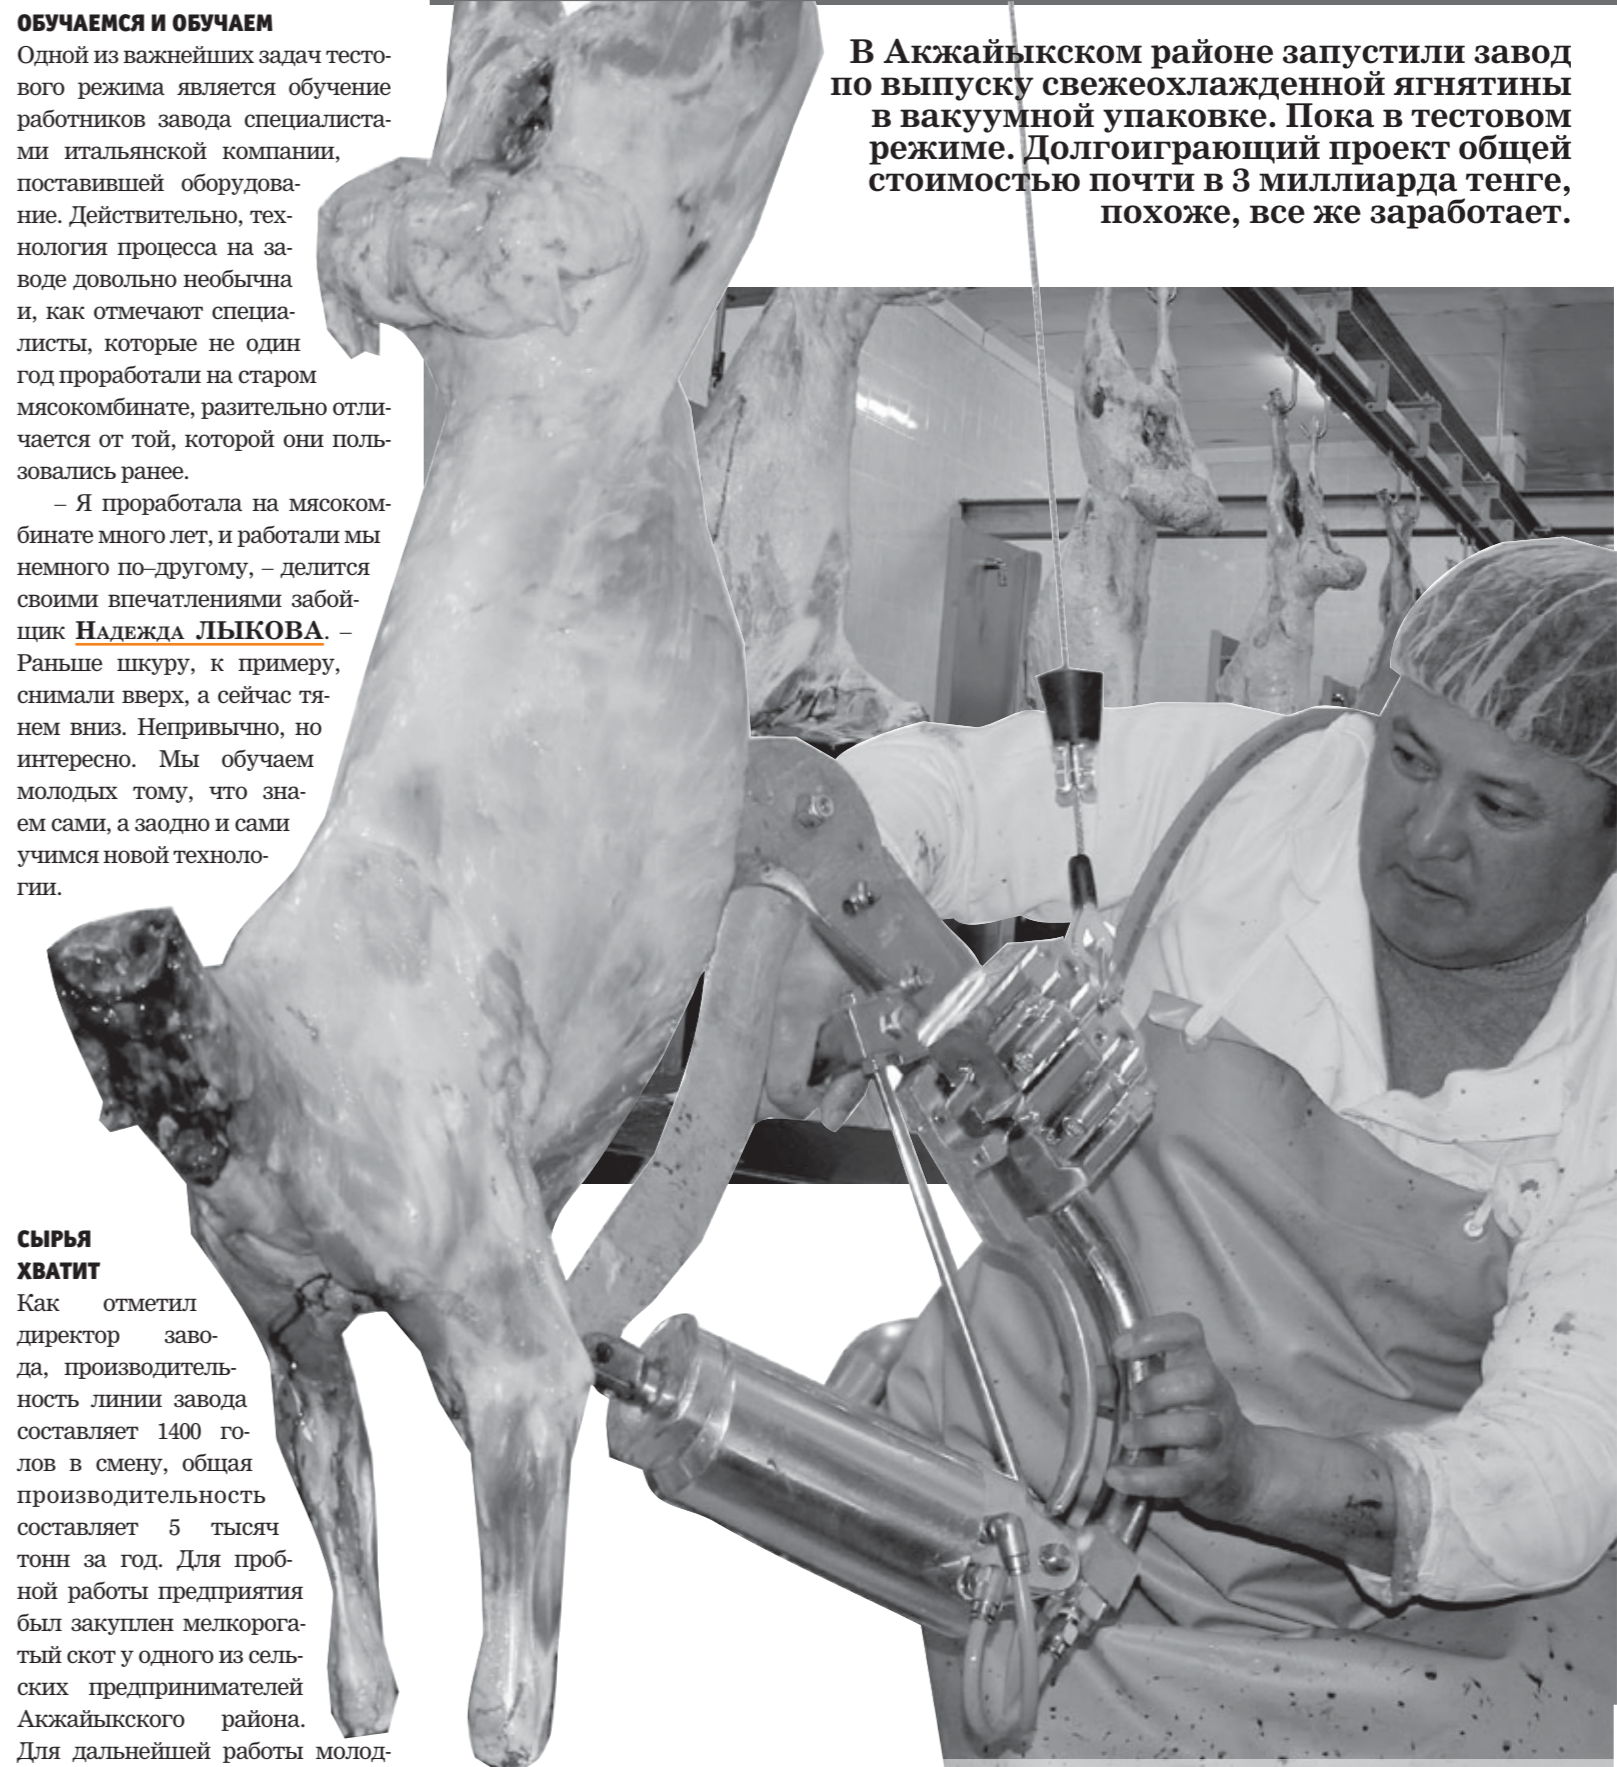 ОБУЧАЕМСЯ И ОБУЧАЕМ
Одной из важнейших задач тесто-
вого режима является обучение
работников завода специалиста-
ми итальянской компании,
поставившей оборудова-
ние. Действительно, тех-
нология процесса на за-
воде довольно необычна
и, как отмечают специа-
листы, которые не один
год проработали на старом
мясокомбинате, разительно отли-
чается от той, которой они поль-
зовались ранее.
– Я проработала на мясоком-
бинате много лет, и работали мы
немного по–другому, – делится
своими впечатлениями забой-
щик Надежда ЛЫКОВА. –
Раньше шкуру, к примеру,
снимали вверх, а сейчас тя-
нем вниз. Непривычно, но
интересно. Мы обучаем
молодых тому, что зна-
ем сами, а заодно и сами
учимся новой техноло-
гии.
СЫРЬЯ
ХВАТИТ
Как отметил
директор заво-
да, производитель-
ность линии завода
составляет 1400 го-
лов в смену, общая
производительность
составляет 5 тысяч
тонн за год. Для проб-
ной работы предприятия
был закуплен мелкорога-
тый скот у одного из сель-
ских предпринимателей
Акжайыкского района.
Для дальнейшей работы молод-
В Акжайыкском районе запустили завод
по выпуску свежеохлажденной ягнятины
в вакуумной упаковке. Пока в тестовом
режиме. Долгоиграющий проект общей
стоимостью почти в 3 миллиарда тенге,
похоже, все же заработает.